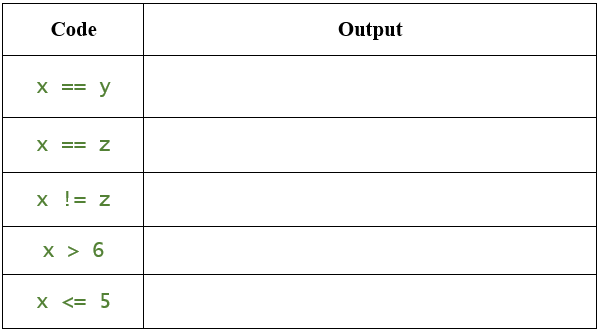 Code Output
x == y
x == z
x != z
x > 6
x <= 5